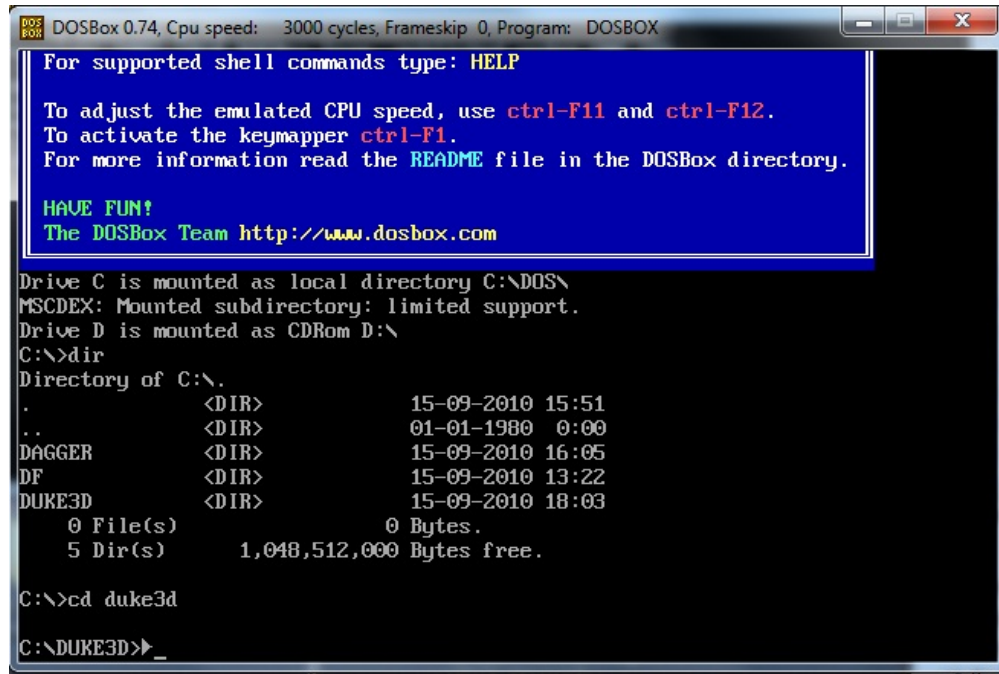 DOS BOX DOSBox 0.74, Cpu speed: 3000 cycles, Frameskip 0, Program: DOSBOX
For supported shell commands type: HELP
To adjust the emulated CPU speed, use ctrl-F11 and ctrl-F12.
To activate the keymapper ctrl-F1.
For more information read the README file in the DOSBox directory.
HAVE FUN!
The DOSBox Team http://www.dosbox.com
Drive C is mounted as local directory C:\DOS\
MSCDEX: Mounted subdirectory: limited support.
Drive D is mounted as CDRom D:\
C:\>dir
Directory of C:\.
. <DIR> 15-09-2010 15:51
.. <DIR> 01-01-1980 0:00
DAGGER <DIR> 15-09-2010 16:05
DF <DIR> 15-09-2010 13:22
DUKE3D <DIR> 15-09-2010 18:03
0 File(s) 0 Bytes.
5 Dir(s) 1,048,512,000 Bytes free.
C:\>cd duke3d
C:\DUKE3D>▶_